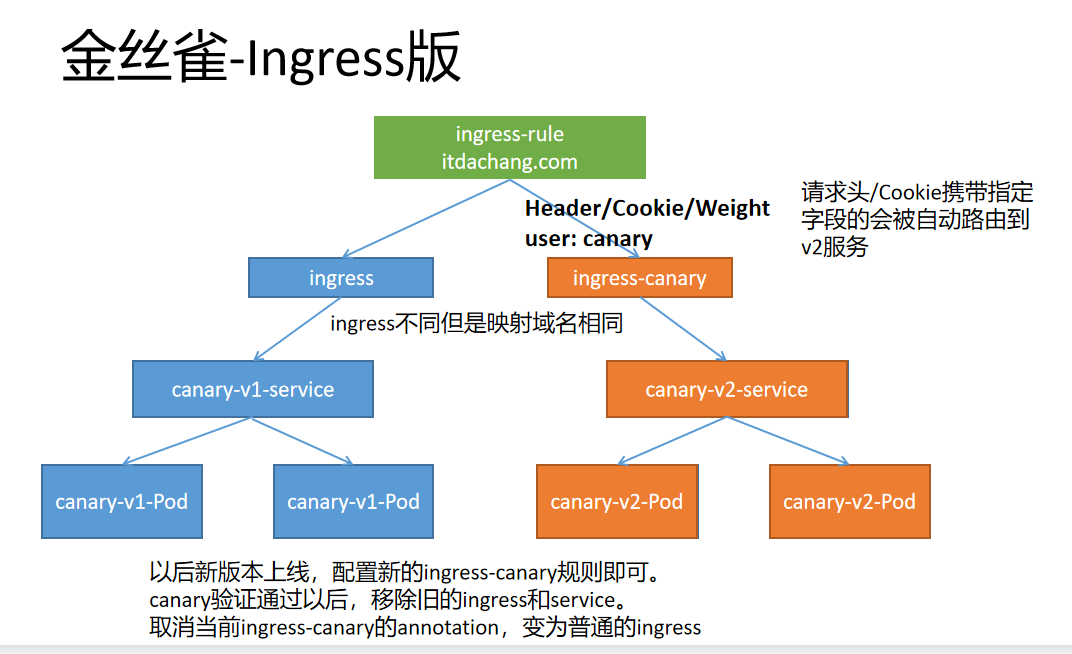 金丝雀-Ingress版
ingress-rule
itdachang.com
Header/Cookie/Weight
user: canary
请求头/Cookie携带指定
字段的会被自动路由到
v2服务
ingress
ingress-canary
ingress不同但是映射域名相同
canary-v1-service
canary-v2-service
canary-v1-Pod
canary-v1-Pod
canary-v2-Pod
canary-v2-Pod
以后新版本上线，配置新的ingress-canary规则即可。
canary验证通过以后，移除旧的ingress和service。
取消当前ingress-canary的annotation，变为普通的ingress